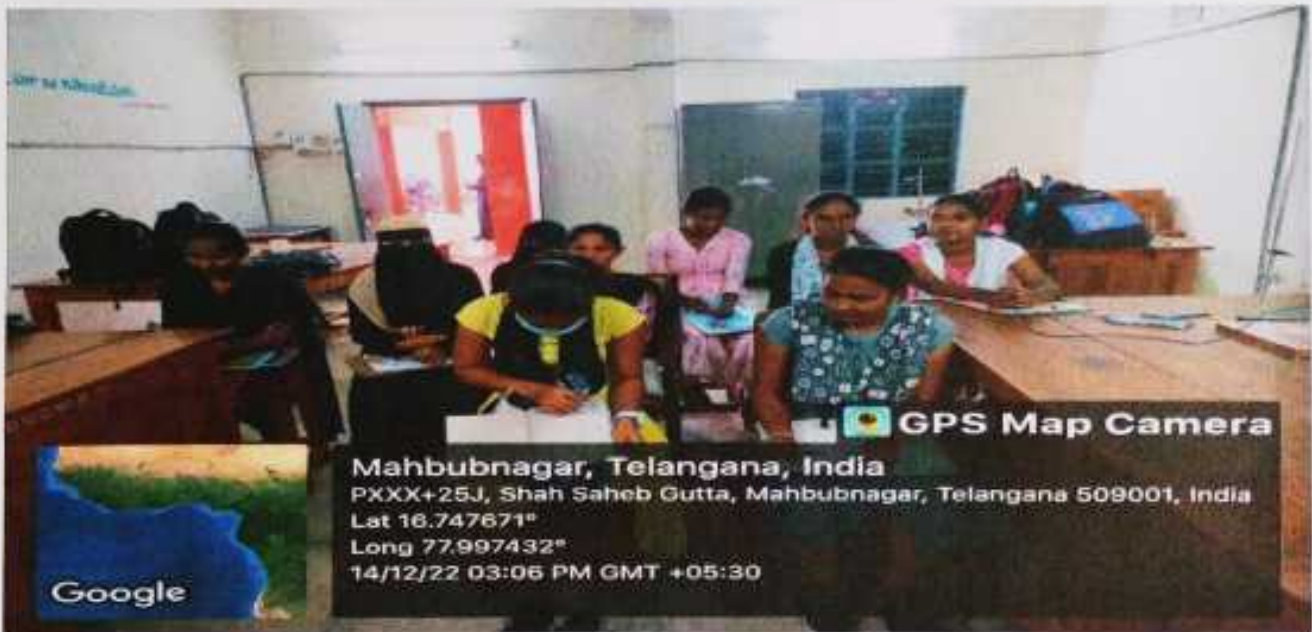 GPS Map Camera
Mahbubnagar, Telangana, India
PXXX+25J, Shah Saheb Gutta, Mahbubnagar, Telangana 509001, India
Lat 16.747671°
Long 77.997432°
14/12/22 03:06 PM GMT +05:30
Google